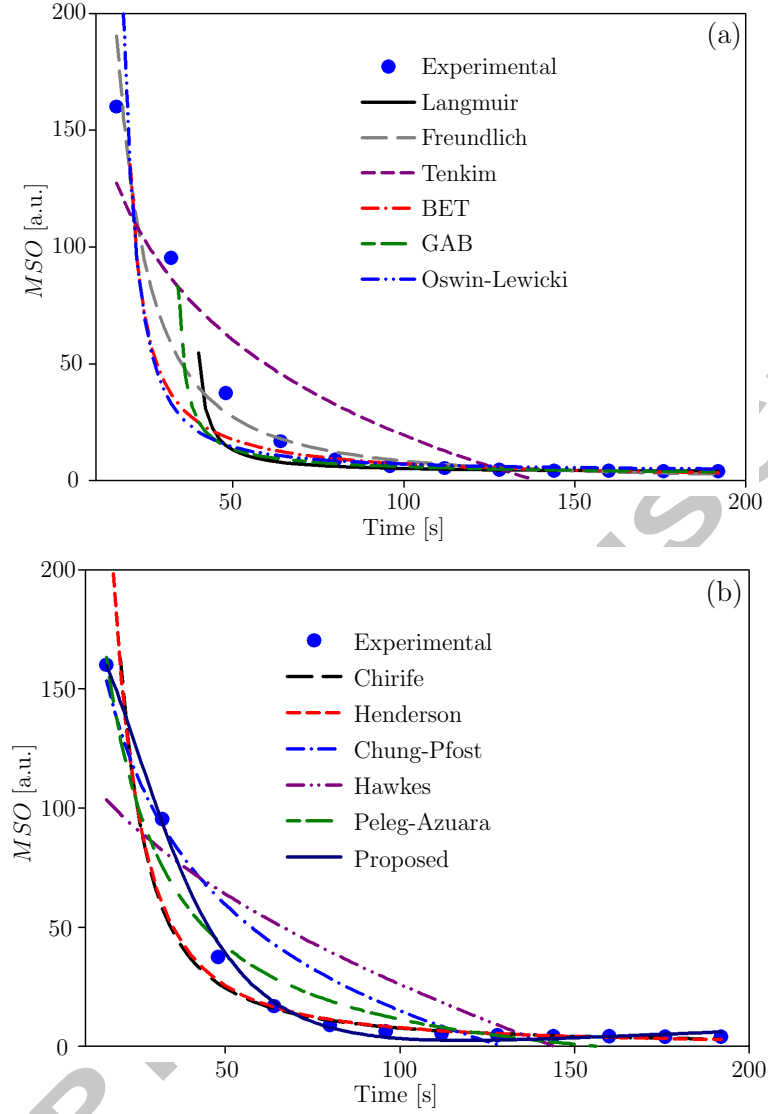 (a)
200
150
100
50
0
MSO [a.u.]
Experimental
Langmuir
Freundlich
Tenkim
BET
GAB
Oswin-Lewicki
50
100
150
200
Time [s]
(b)
200
150
100
50
0
MSO [a.u.]
Experimental
Chirife
Henderson
Chung-Pfost
Hawkes
Peleg-Azuara
Proposed
50
100
150
200
Time [s]